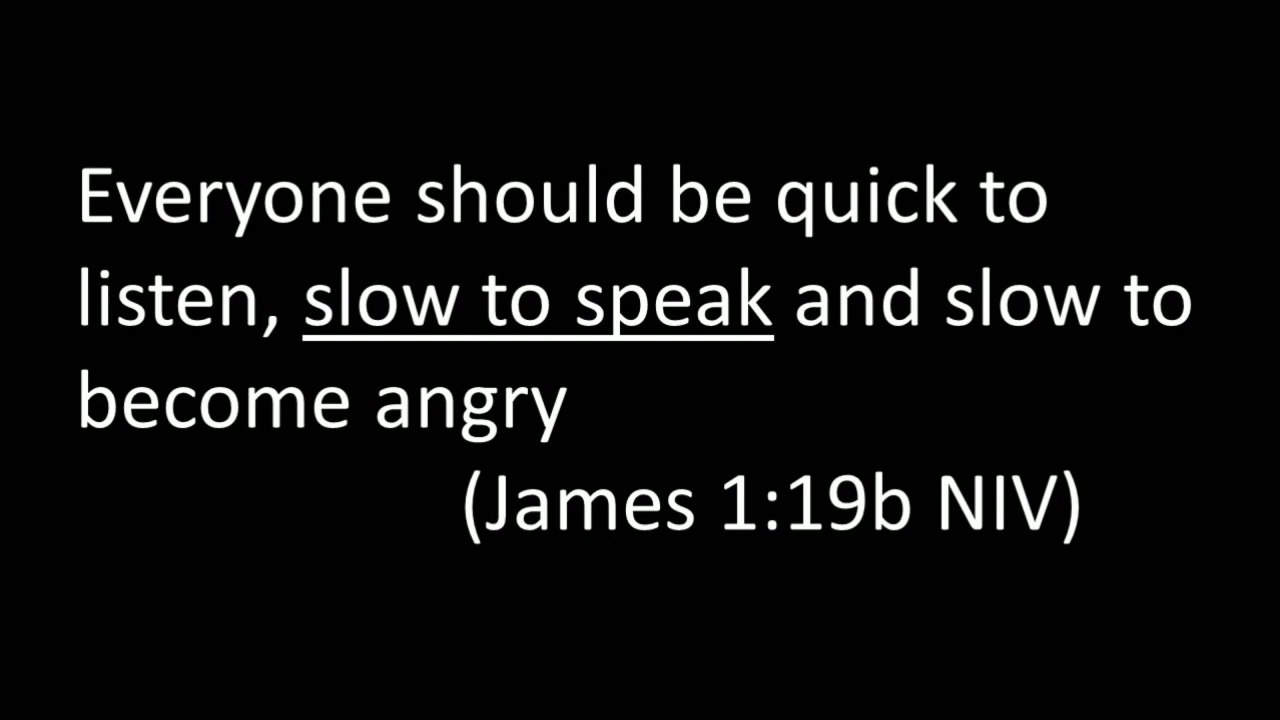 Everyone should be quick to
listen, slow to speak and slow to
become angry
(James 1:19b NIV)